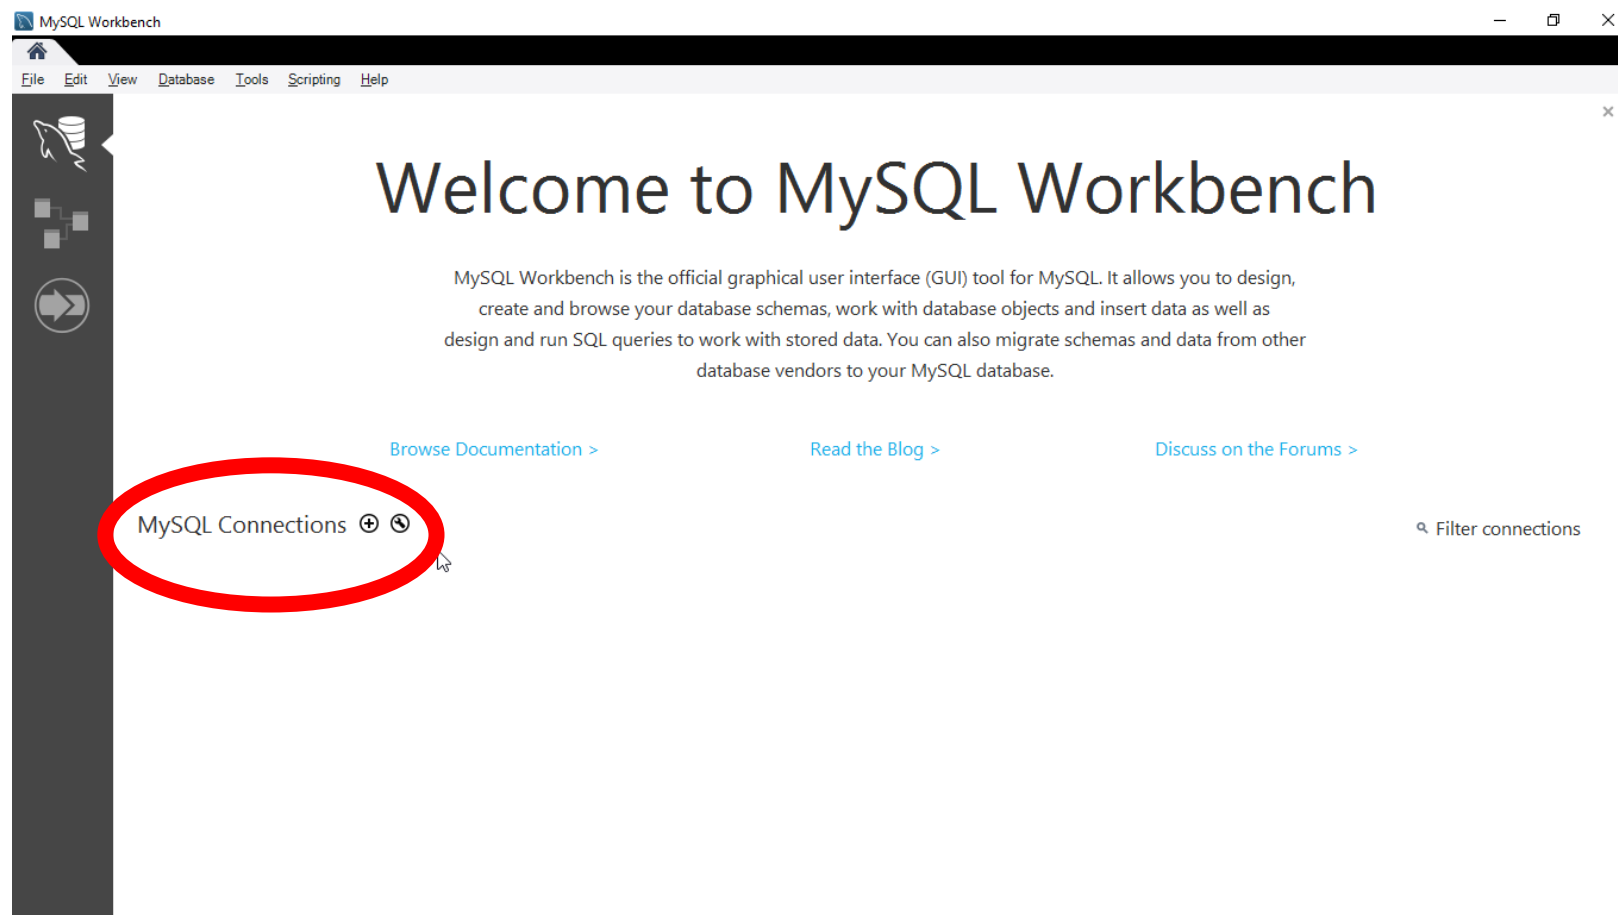 MySQL Workbench
File Edit View Database Tools Scripting Help
Welcome to MySQL Workbench
MySQL Workbench is the official graphical user interface (GUI) tool for MySQL. It allows you to design,
create and browse your database schemas, work with database objects and insert data as well as
design and run SQL queries to work with stored data. You can also migrate schemas and data from other
database vendors to your MySQL database.
Browse Documentation > Read the Blog > Discuss on the Forums >
MySQL Connections Filter connections